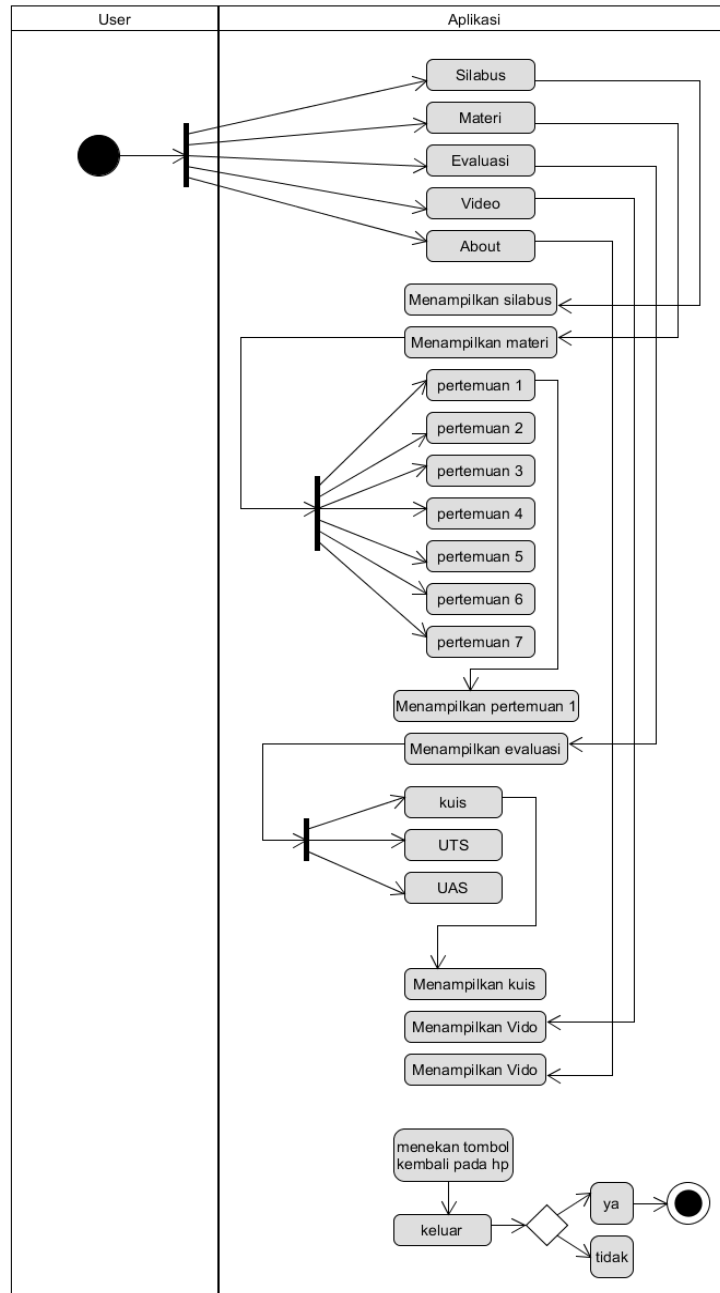 User
Aplikasi
Silabus
Materi
Evaluasi
Video
About
Menampilkan silabus
Menampilkan materi
pertemuan 1
pertemuan 2
pertemuan 3
pertemuan 4
pertemuan 5
pertemuan 6
pertemuan 7
Menampilkan pertemuan 1
Menampilkan evaluasi
kuis
UTS
UAS
Menampilkan kuis
Menampilkan Vido
Menampilkan Vido
menekan tombol
kembali pada hp
keluar
ya
tidak